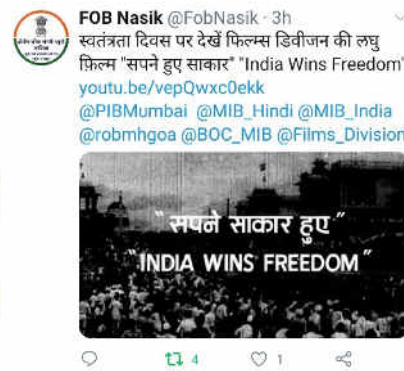 FOB Nasik @FobNasik · 3h
स्वतंत्रता दिवस पर देखें फिल्म्स डिवीजन की लघु
फ़िल्म "सपने हुए साकार" "India Wins Freedom"
youtu.be/vepQwxc0ekk
@PIBMumbai @MIB_Hindi @MIB_India
@robmhgoa @BOC_MIB @Films_Division
"सपने साकार हुए"
"INDIA WINS FREEDOM"
4 1